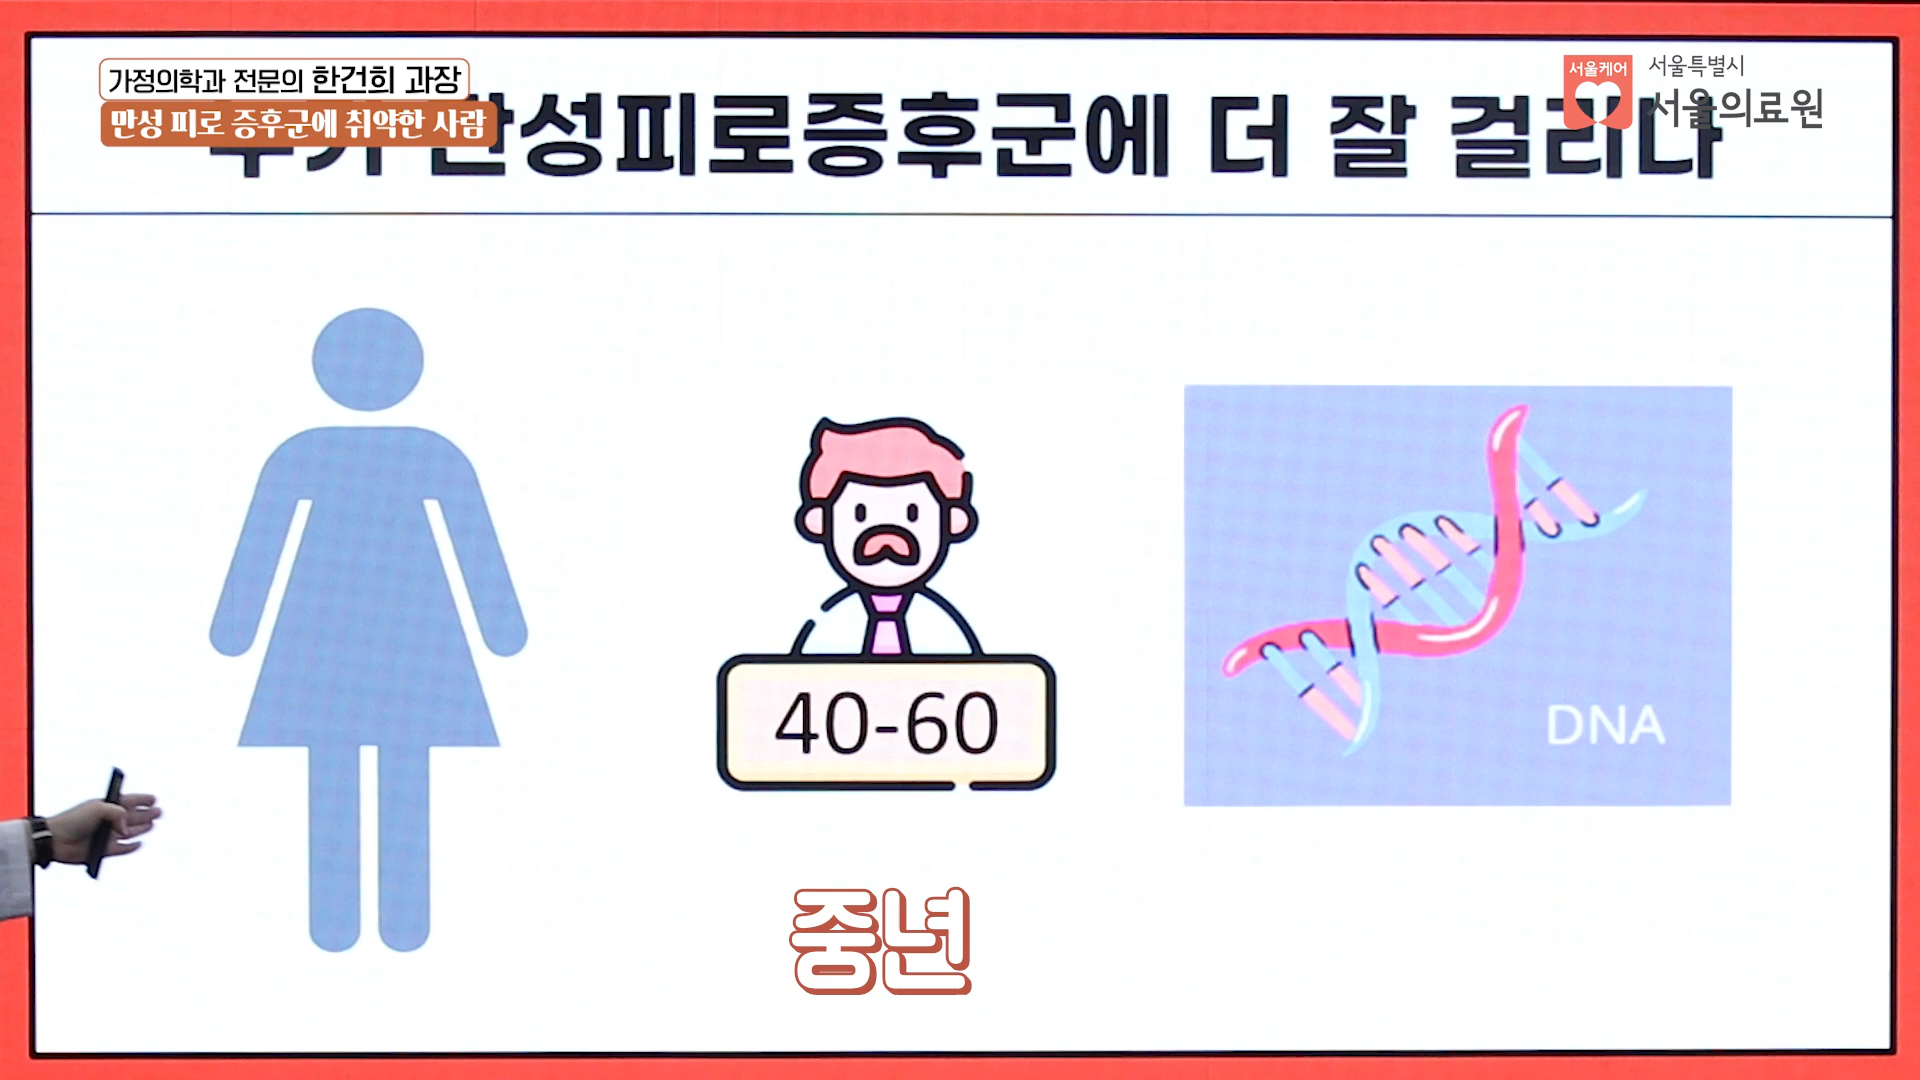 가정의학과 전문의 한건희 과장
만성 피로 증후군에 취약한 사람
서울케어
서울특별시
서울의료원
만성피로증후군에 더 잘 걸리나
40-60
DNA
중년